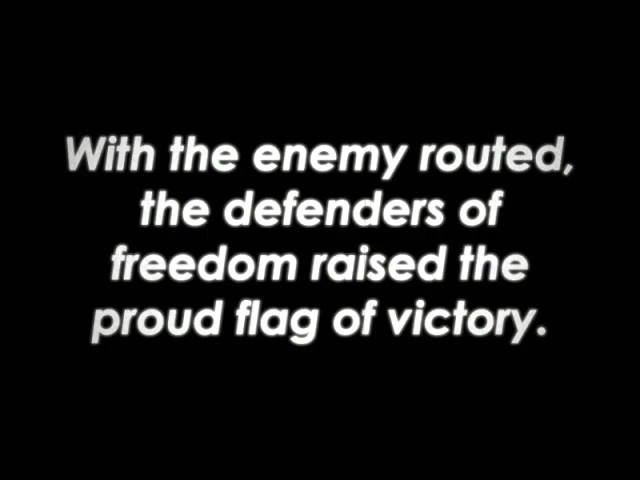 With the enemy routed,
the defenders of
freedom raised the
proud flag of victory.